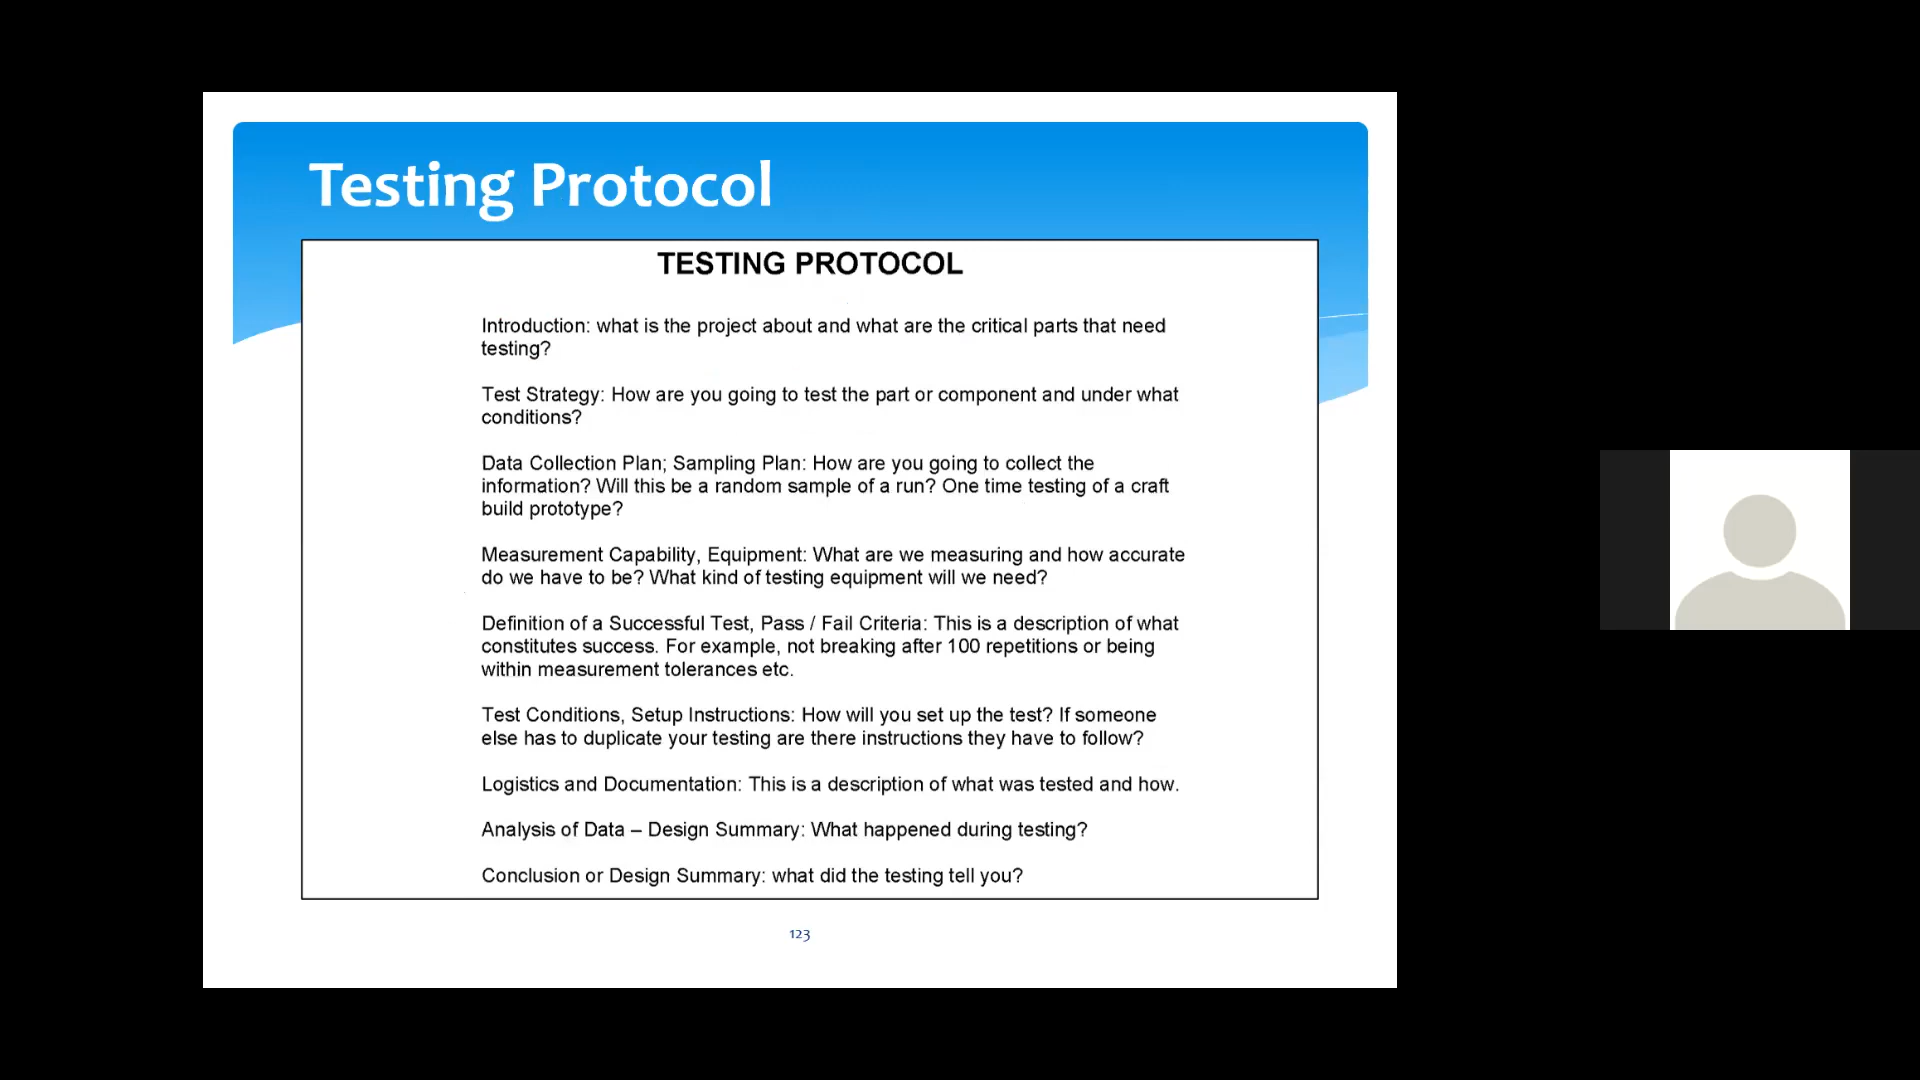 Testing Protocol
TESTING PROTOCOL
Introduction: what is the project about and what are the critical parts that need
testing?
Test Strategy: How are you going to test the part or component and under what
conditions?
Data Collection Plan; Sampling Plan: How are you going to collect the
information? Will this be a random sample of a run? One time testing of a craft
build prototype?
Measurement Capability, Equipment: What are we measuring and how accurate
do we have to be? What kind of testing equipment will we need?
Definition of a Successful Test, Pass / Fail Criteria: This is a description of what
constitutes success. For example, not breaking after 100 repetitions or being
within measurement tolerances etc.
Test Conditions, Setup Instructions: How will you set up the test? If someone
else has to duplicate your testing are there instructions they have to follow?
Logistics and Documentation: This is a description of what was tested and how.
Analysis of Data – Design Summary: What happened during testing?
Conclusion or Design Summary: what did the testing tell you?
123